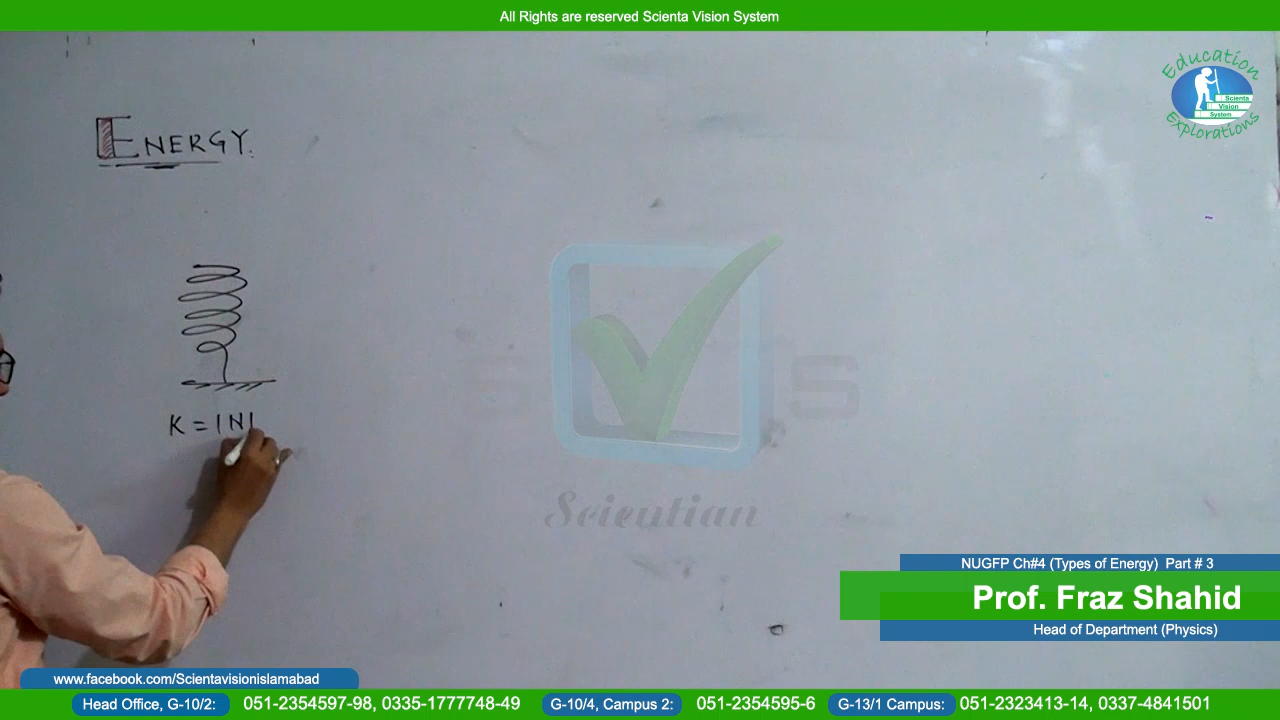 All Rights are reserved Scienta Vision System
Education
Scienta
Vision
System
Explorations
ENERGY.
K = 1N
S S
Scientian
NUGFP Ch#4 (Types of Energy) Part # 3
Prof. Fraz Shahid
Head of Department (Physics)
www.facebook.com/Scientavisionislamabad
Head Office, G-10/2: 051-2354597-98, 0335-1777748-49 G-10/4, Campus 2: 051-2354595-6 G-13/1 Campus: 051-2323413-14, 0337-4841501